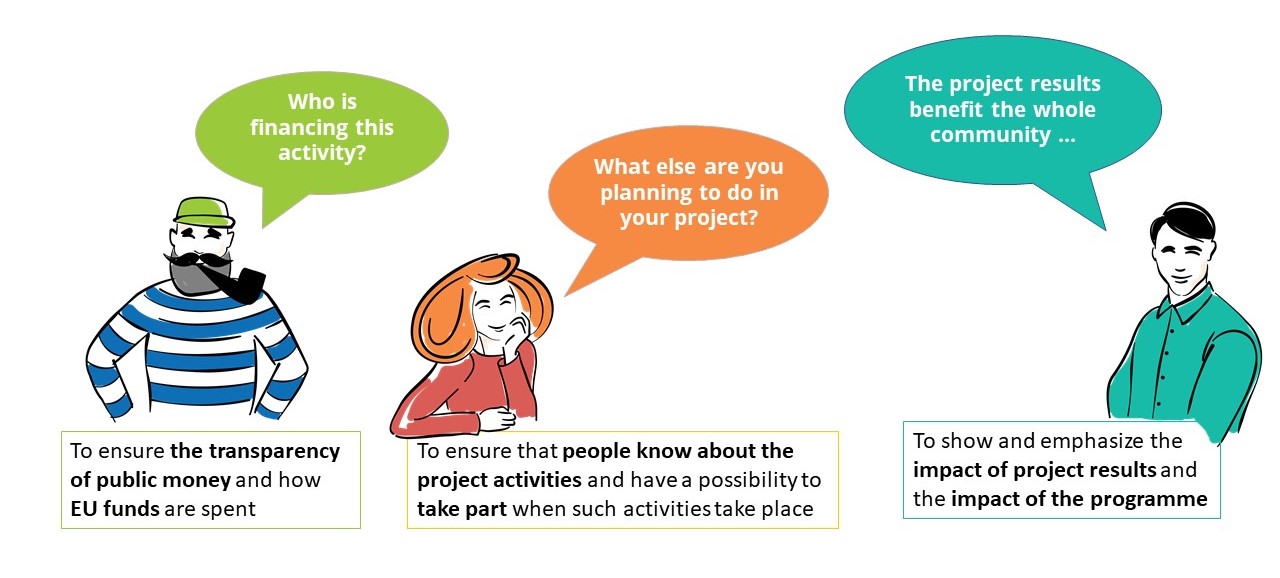 Who is
financing this
activity?
What else are you
planning to do in
your project?
The project results
benefit the whole
community ...
To ensure the transparency
of public money and how
EU funds are spent
To ensure that people know about the
project activities and have a possibility to
take part when such activities take place
To show and emphasize the
impact of project results and
the impact of the programme